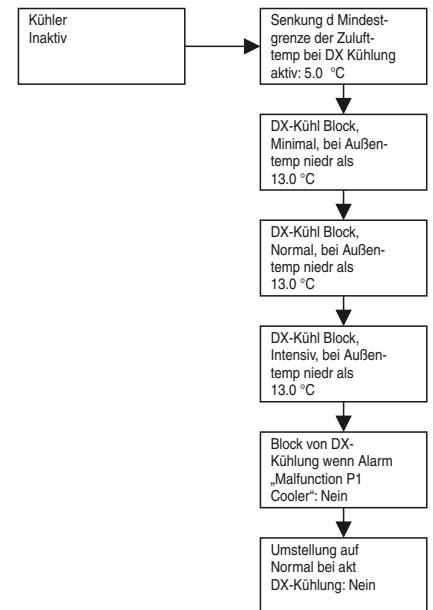 Kühler
Inaktiv
Senkung d Mindest-
grenze der Zuluft-
temp bei DX Kühlung
aktiv: 5.0 °C
DX-Kühl Block,
Minimal, bei Außen-
temp niedr als
13.0 °C
DX-Kühl Block,
Normal, bei Außen-
temp niedr als
13.0 °C
DX-Kühl Block,
Intensiv, bei Außen-
temp niedr als
13.0 °C
Block von DX-
Kühlung wenn Alarm
„Malfunction P1
Cooler“: Nein
Umstellung auf
Normal bei akt
DX-Kühlung: Nein